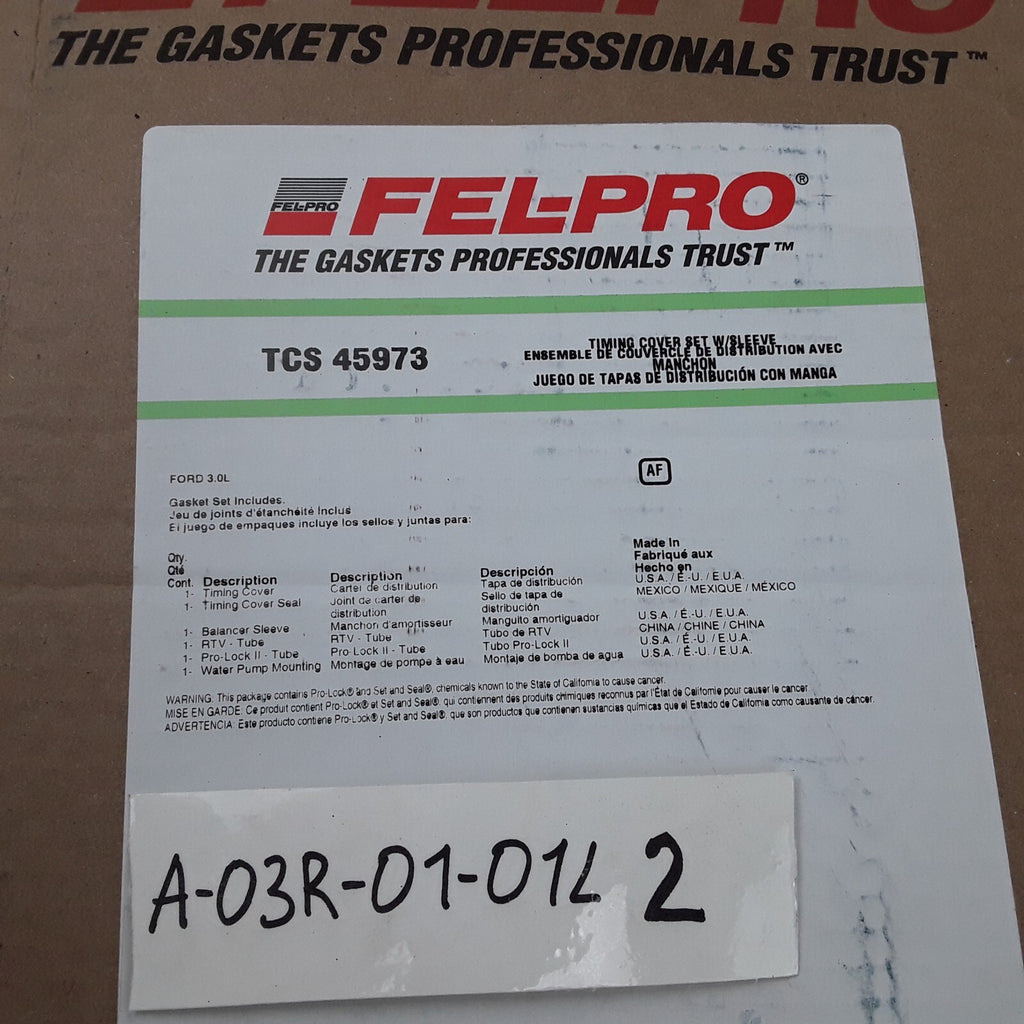 THE GASKETS PROFESSIONALS TRUST™
FEL-PRO FEL-PRO®
THE GASKETS PROFESSIONALS TRUST™
TCS 45973
TIMING COVER SET W/SLEEVE
ENSEMBLE DE COUVERCLE DE DISTRIBUTION AVEC
MANCHON
JUEGO DE TAPAS DE DISTRIBUCIÓN CON MANGA
FORD 3.0L
AF
Gasket Set Includes.
Jeu de joints d'étanchéité Inclus
El juego de empaques incluye los sellos y juntas para:
Qty.
Qté
Cont. Description Description Descripción
Made In
Fabriqué aux
Hecho en
1- Timing Cover Carter de distribution Tapa de distribución U.S.A. / É.-U. / E.U.A.
1- Timing Cover Seal Joint de carter de Sello de tapa de MEXICO / MEXIQUE / MÉXICO
distribution distribución
1- Balancer Sleeve Manchon d'amortisseur Manguito amortiguador U.S.A. / É.-U. / E.U.A.
1- RTV - Tube RTV - Tube Tubo de RTV CHINA / CHINE / CHINA
1- Pro-Lock II - Tube Pro-Lock II - Tube Tubo Pro-Lock II U.S.A. / É.-U. / E.U.A.
1- Water Pump Mounting Montage de pompe à eau Montaje de bomba de agua U.S.A. / É.-U. / E.U.A.
WARNING: This package contains Pro-Lock® and Set and Seal®, chemicals known to the State of California to cause cancer.
MISE EN GARDE: Ce produit contient Pro-Lock® et Set and Seal®, qui contiennent des produits chimiques reconnus par l'État de Californie pour causer le cancer.
ADVERTENCIA: Este producto contiene Pro-Lock® y Set and Seal®, que son productos que contienen sustancias químicas que el Estado de California como causante de cáncer.
A-03R-01-01L 2